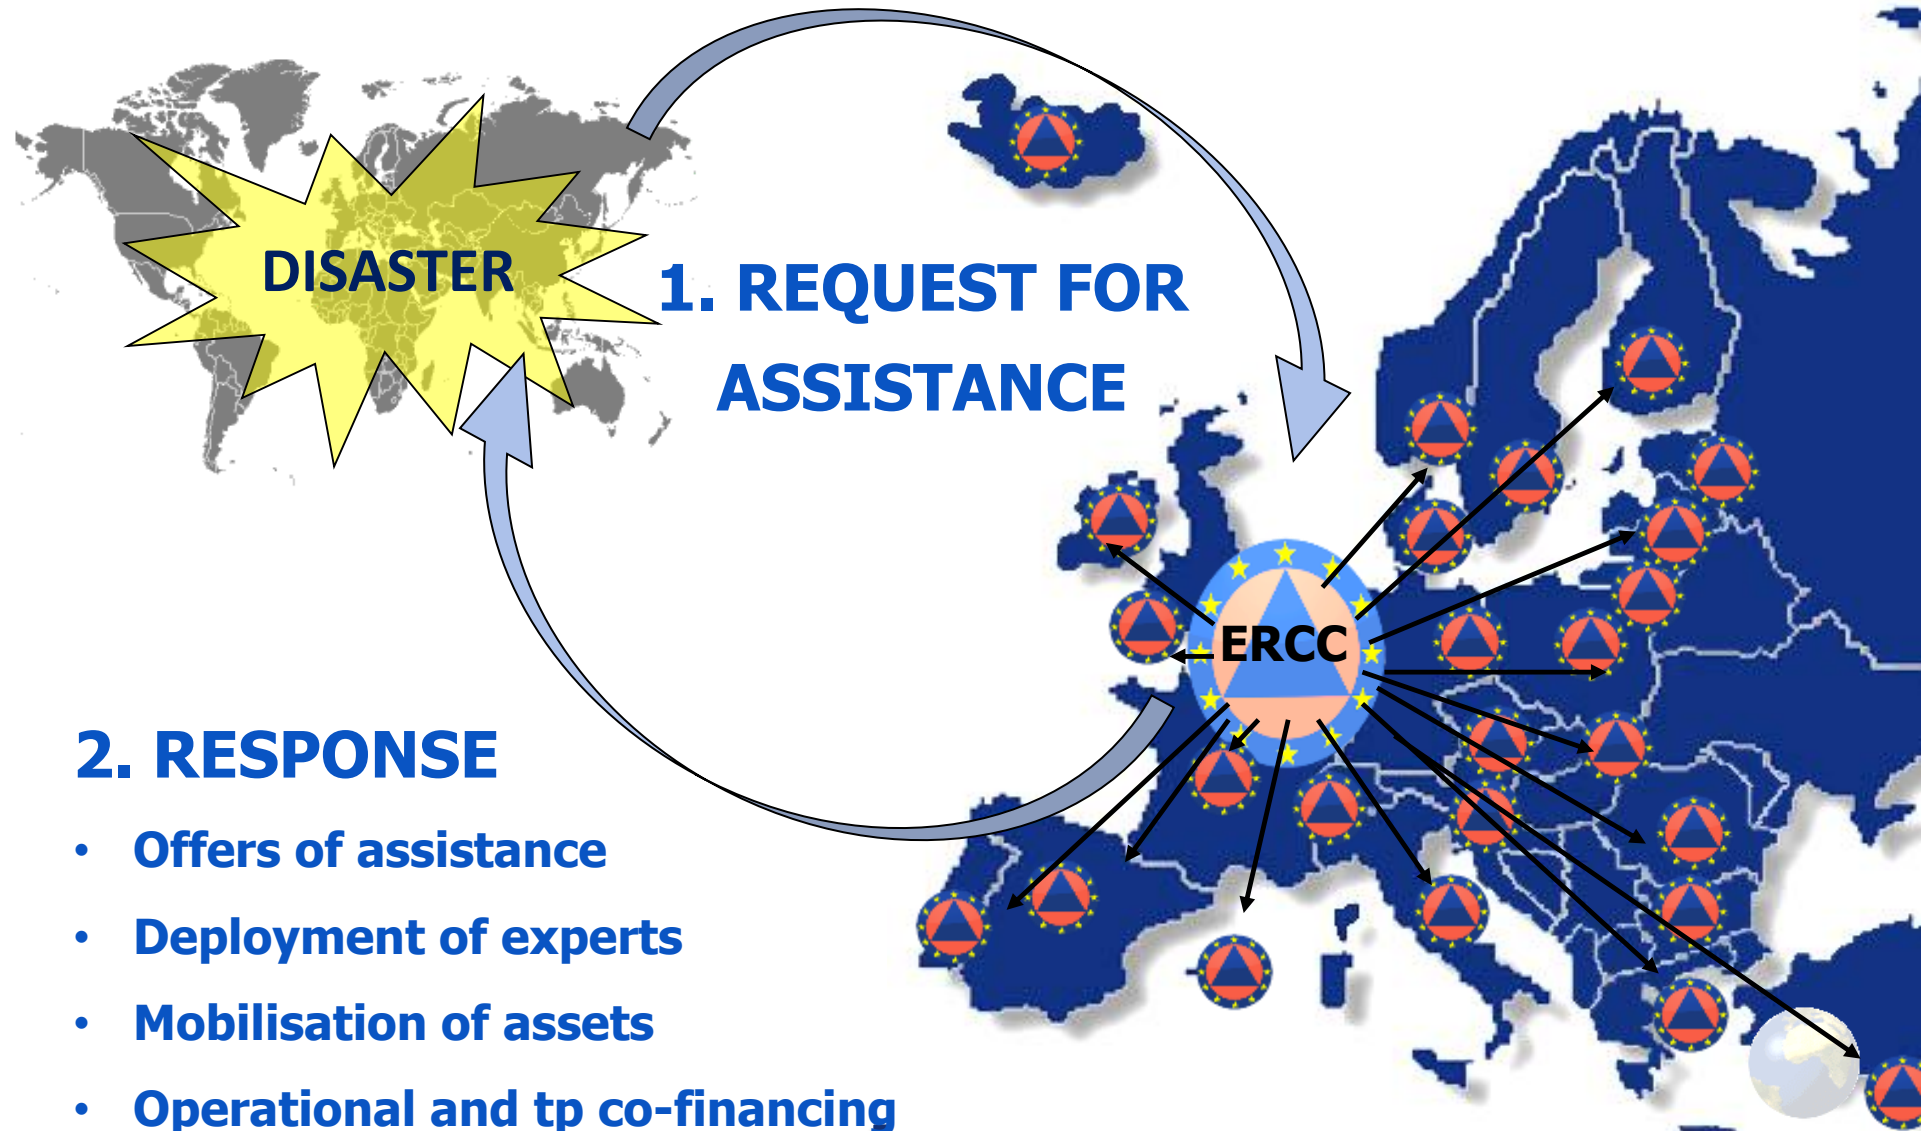 DISASTER
1. REQUEST FOR
ASSISTANCE
ERCC
2. RESPONSE
• Offers of assistance
• Deployment of experts
• Mobilisation of assets
• Operational and tp co-financing